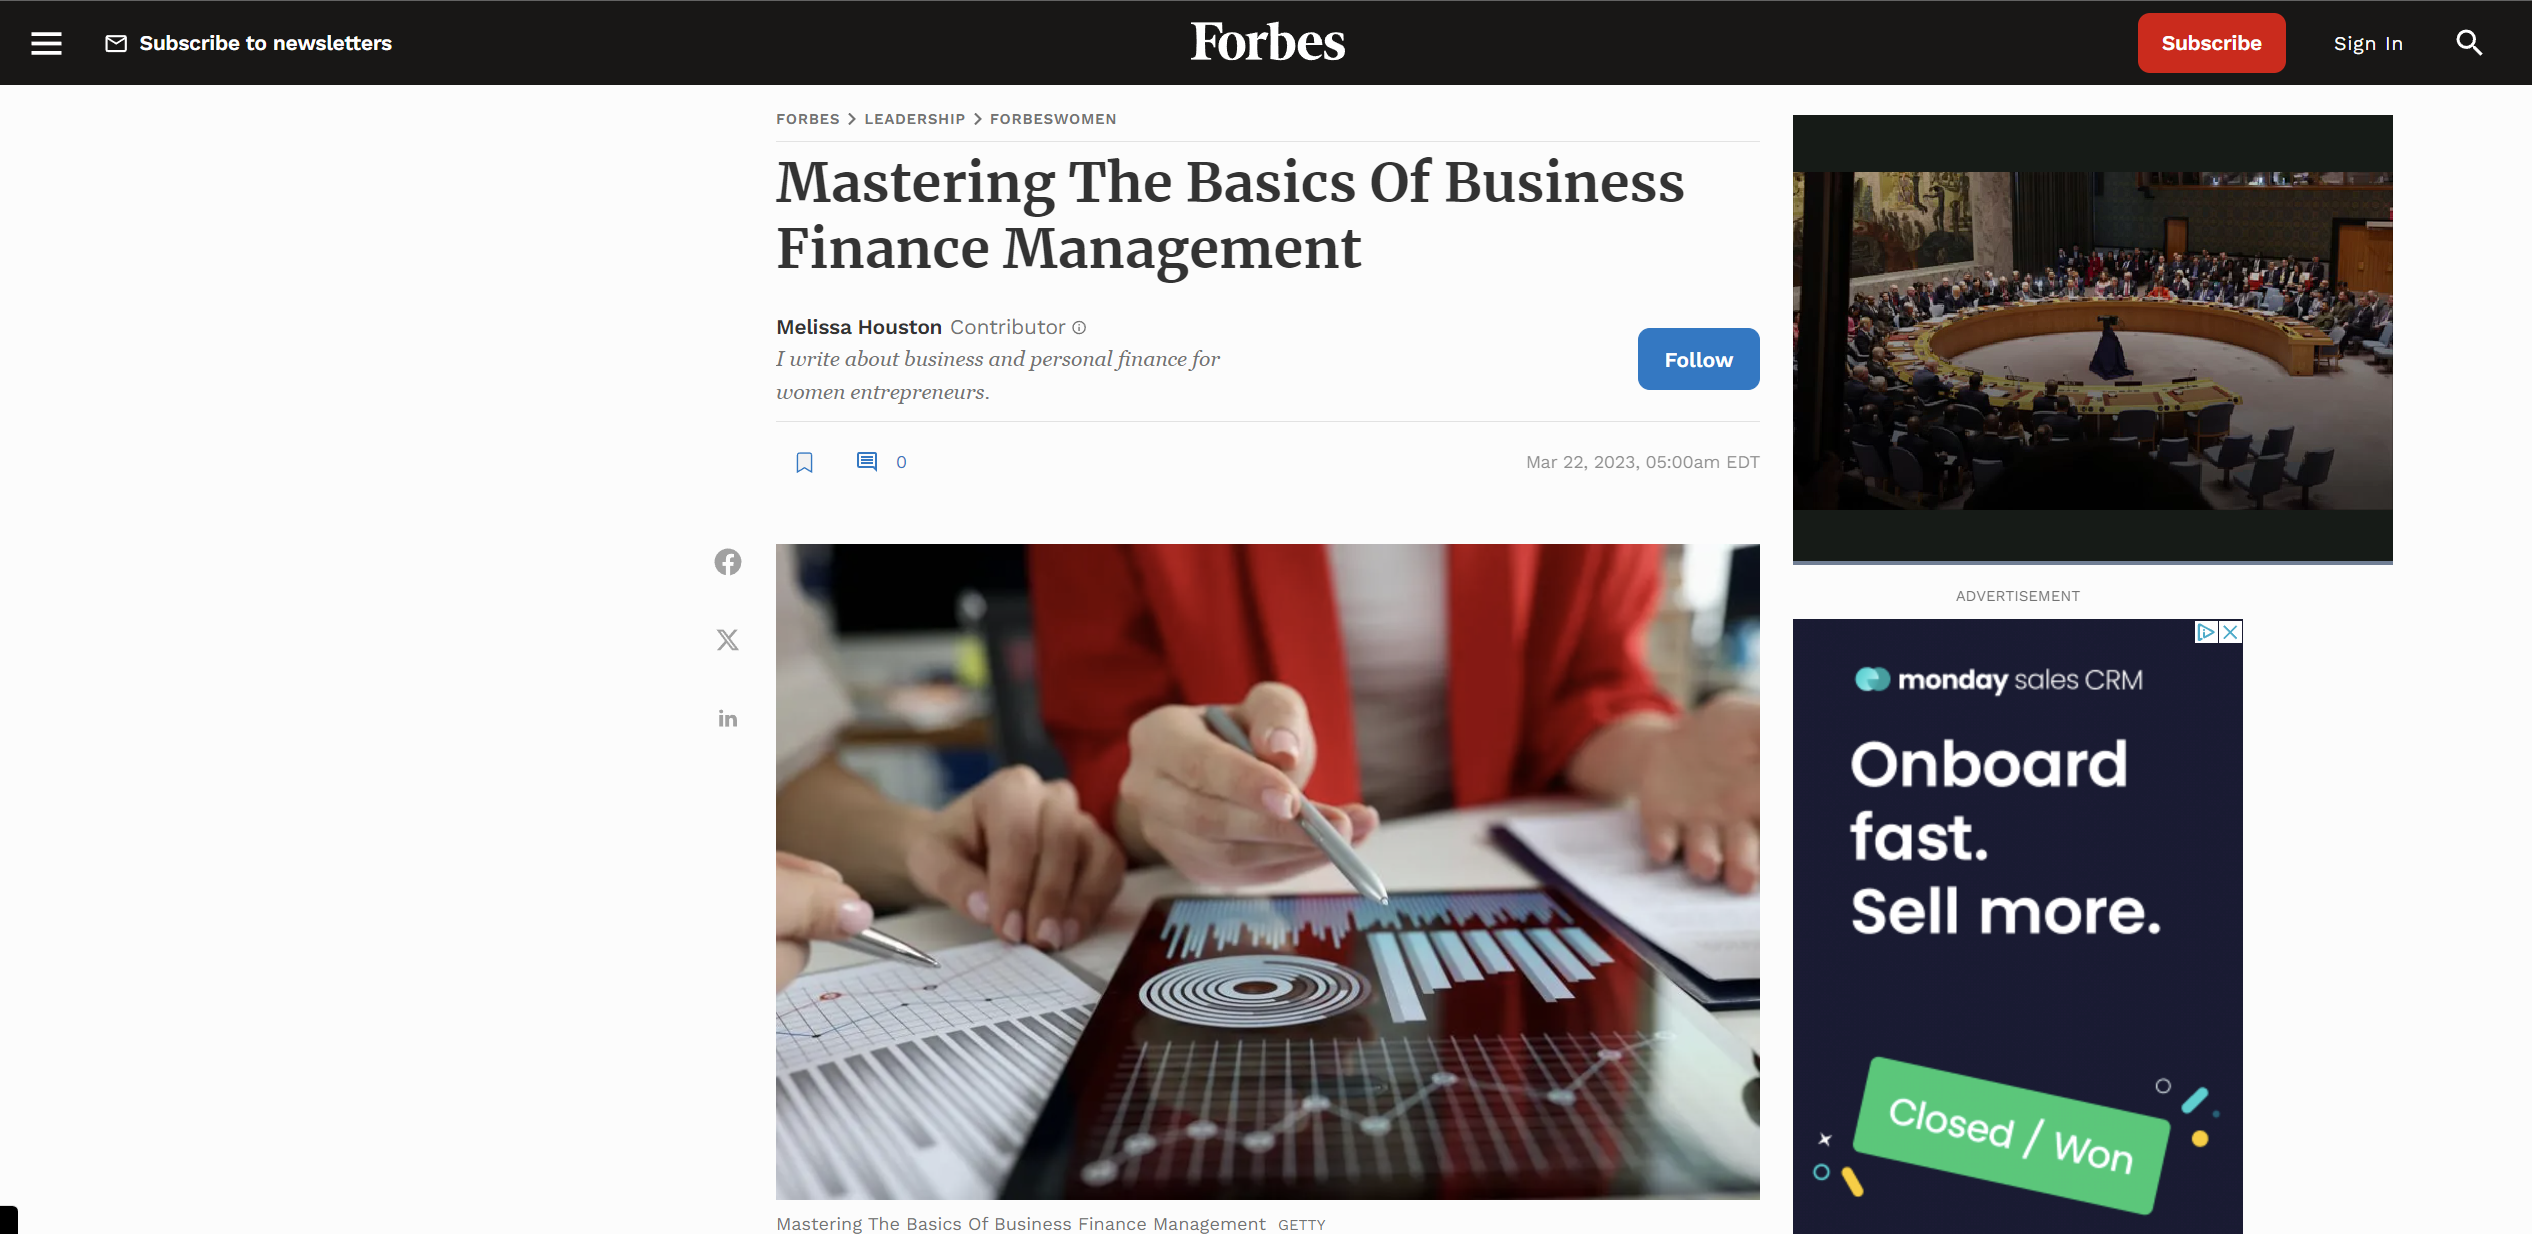 Subscribe to newsletters
Forbes
Subscribe
Sign In
FORBES > LEADERSHIP > FORBESWOMEN
Mastering The Basics Of Business
Finance Management
Melissa Houston Contributor
I write about business and personal finance for
women entrepreneurs.
Follow
0
Mar 22, 2023, 05:00am EDT
Mastering The Basics Of Business Finance Management GETTY
ADVERTISEMENT
monday sales CRM
Onboard
fast.
Sell more.
Closed / Won